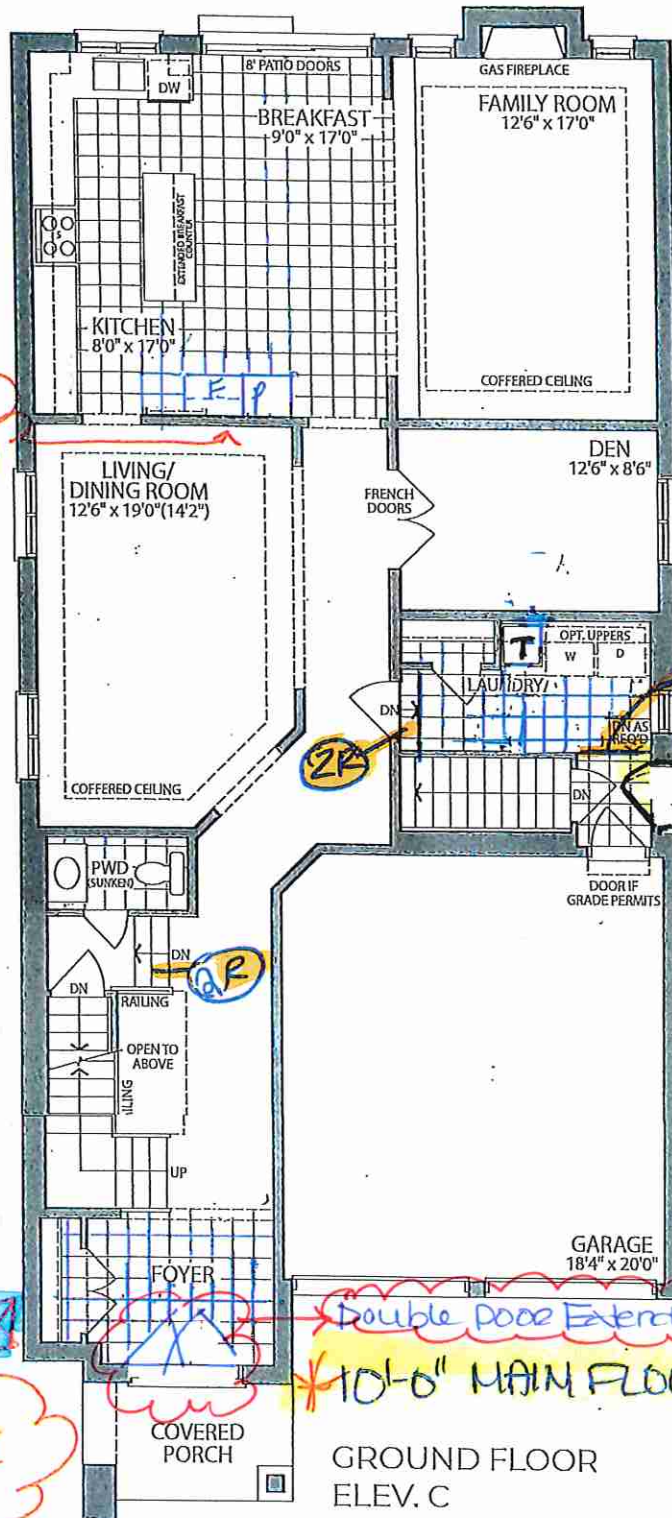 8' PATIO DOORS
GAS FIREPLACE
DW
BREAKFAST
9'0" x 17'0"
FAMILY ROOM
12'6" x 17'0"
EXTENDED BREAKFAST
COUNTER
S
KITCHEN
8'0" x 17'0"
F P
COFFERED CEILING
LIVING/
DINING ROOM
12'6" x 19'0"(14'2")
DEN
12'6" x 8'6"
FRENCH
DOORS
T
OPT. UPPERS
W D
LAUNDRY
DN
DN AS
REQ'D
2R
COFFERED CEILING
DN
PWD
(SUNKEN)
DOOR IF
GRADE PERMITS
DN
2R
DN
RAILING
OPEN TO
ABOVE
AILING
UP
FOYER
GARAGE
18'4" x 20'0"
Double Door
10'-0" MAIN
COVERED
PORCH
GROUND FLOOR
ELEV. C